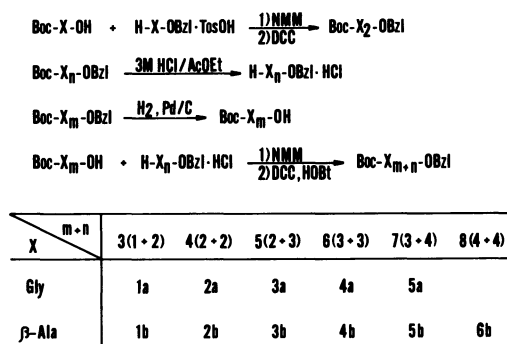 Boc-X-OH + H-X-OBzl·TosOH 1)NMM 2)DCC Boc-X2-OBzl
Boc-Xn-OBzl 3M HCl/AcOEt H-Xn-OBzl·HCl
Boc-Xm-OBzl H2, Pd/C Boc-Xm-OH
Boc-Xm-OH + H-Xn-OBzl·HCl 1)NMM 2)DCC, HOBt Boc-Xm+n-OBzl
X m+n 3(1+2) 4(2+2) 5(2+3) 6(3+3) 7(3+4) 8(4+4)
Gly 1a 2a 3a 4a 5a
β-Ala 1b 2b 3b 4b 5b 6b